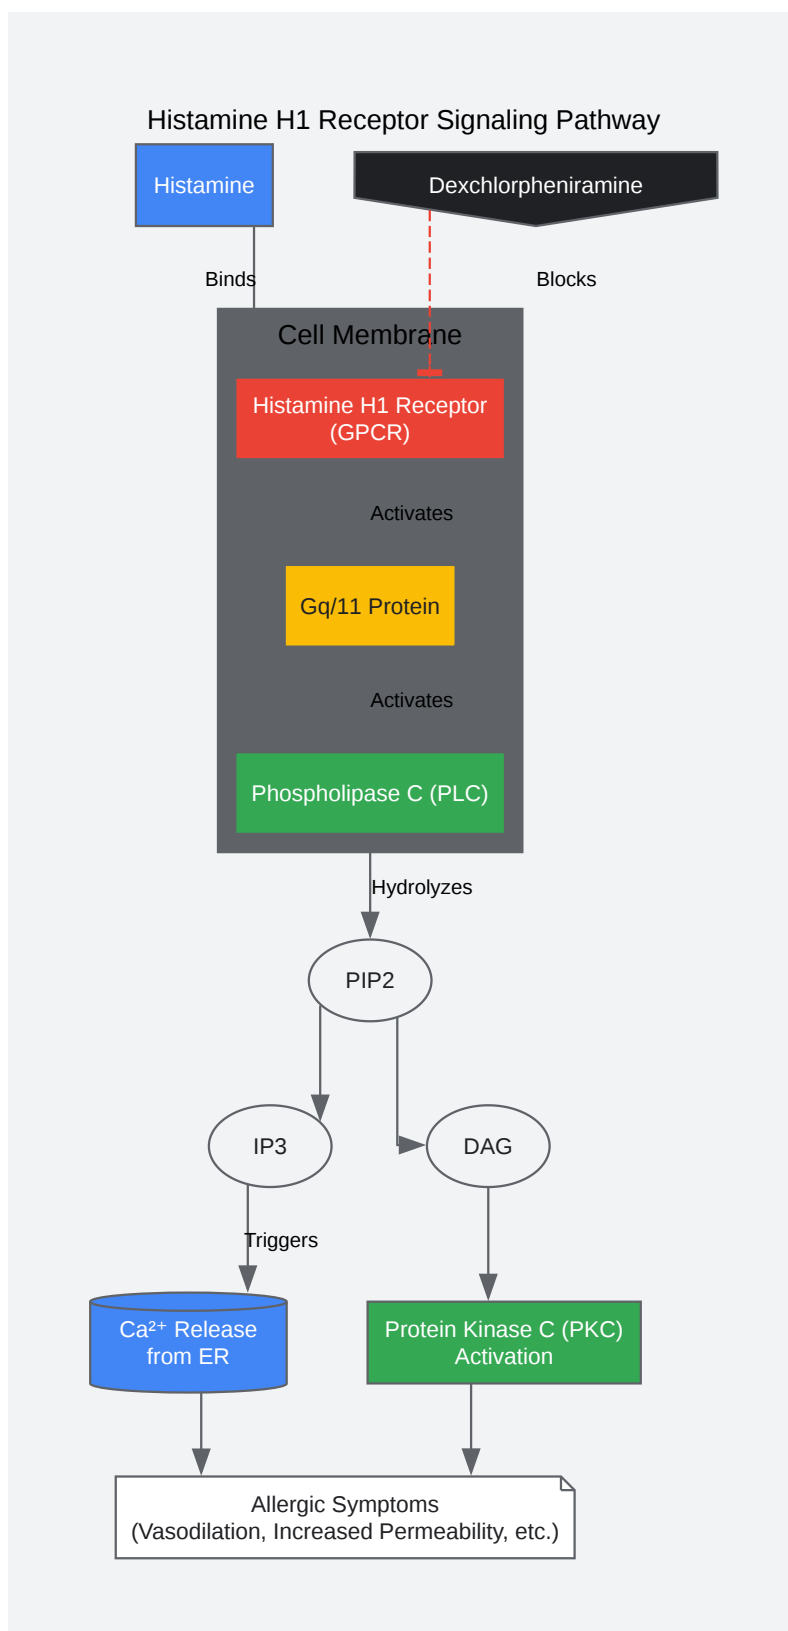 Histamine H1 Receptor Signaling Pathway
Histamine
Dexchlorpheniramine
Binds
Blocks
Cell Membrane
Histamine H1 Receptor
(GPCR)
Activates
Gq/11 Protein
Activates
Phospholipase C (PLC)
Hydrolyzes
PIP2
IP3
DAG
Triggers
Ca²⁺ Release
from ER
Protein Kinase C (PKC)
Activation
Allergic Symptoms
(Vasodilation, Increased Permeability, etc.)